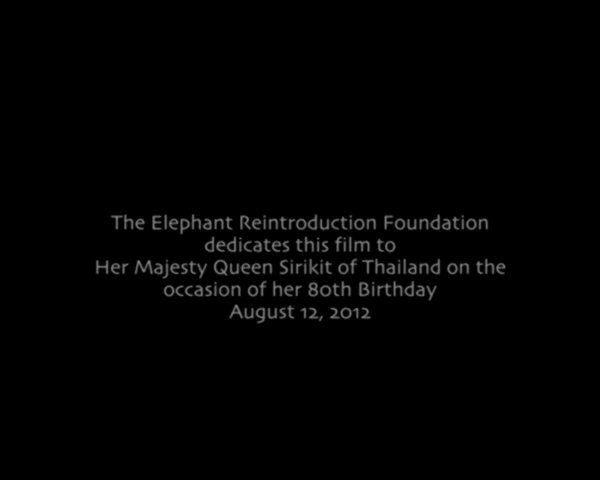 The Elephant Reintroduction Foundation
dedicates this film to
Her Majesty Queen Sirikit of Thailand on the
occasion of her 80th Birthday
August 12, 2012